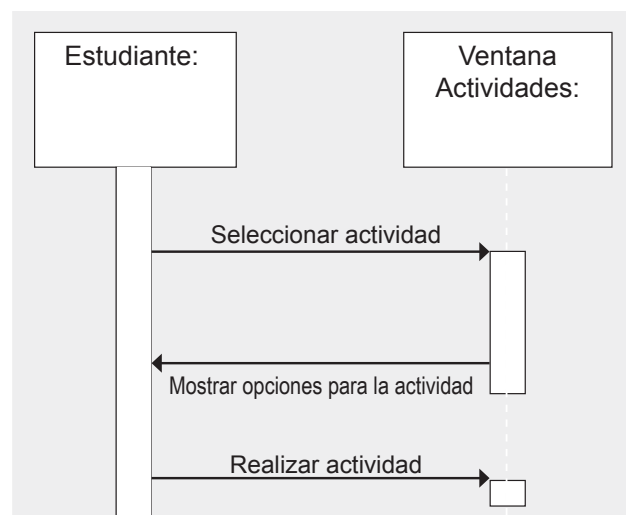 Estudiante:
Ventana
Actividades:
Seleccionar actividad
Mostrar opciones para la actividad
Realizar actividad